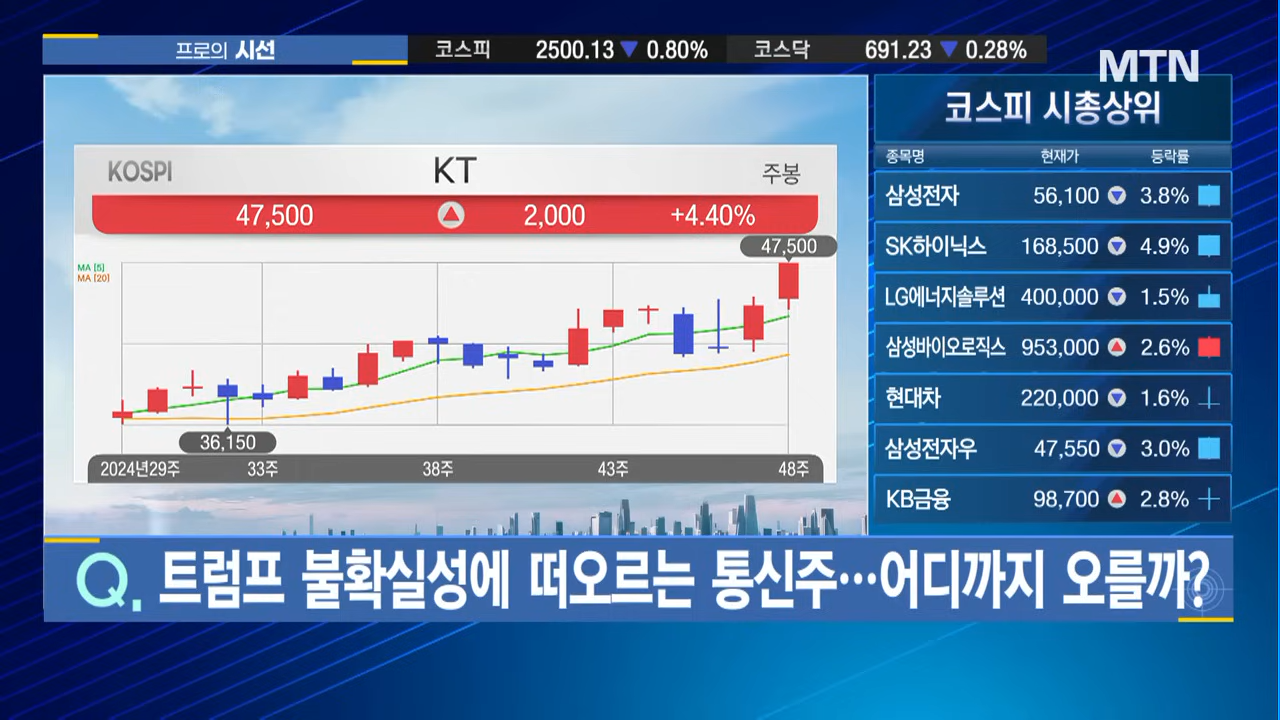 프로의 시선
코스피 2500.13 ▼ 0.80% 코스닥 691.23 ▼ 0.28%
MTN
KOSPI KT 주봉
47,500 ▲ 2,000 +4.40%
47,500
MA [5]
MA [20]
36,150
2024년29주 33주 38주 43주 48주
코스피 시총상위
종목명 현재가 등락률
삼성전자 56,100 ▼ 3.8%
SK하이닉스 168,500 ▼ 4.9%
LG에너지솔루션 400,000 ▼ 1.5%
삼성바이오로직스 953,000 ▲ 2.6%
현대차 220,000 ▼ 1.6%
삼성전자우 47,550 ▼ 3.0%
KB금융 98,700 ▲ 2.8%
Q. 트럼프 불확실성에 떠오르는 통신주…어디까지 오를까?